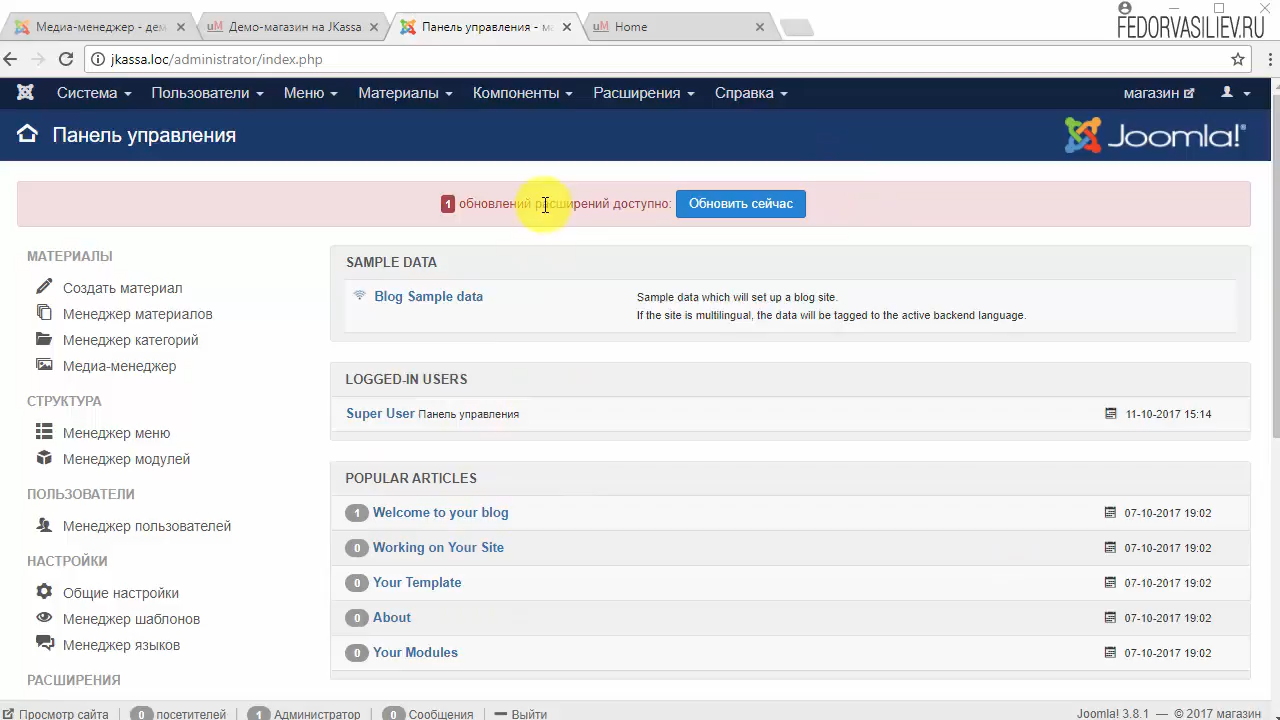 Медиа-менеджер - дем
uM Демо-магазин на JKassa
Панель управления - ма
uM Home
FEDORVASILIEV.RU
jkassa.loc/administrator/index.php
Система Пользователи Меню Материалы Компоненты Расширения Справка магазин
Панель управления
Joomla!®
1 обновлений расширений доступно: Обновить сейчас
МАТЕРИАЛЫ
Создать материал
Менеджер материалов
Менеджер категорий
Медиа-менеджер
СТРУКТУРА
Менеджер меню
Менеджер модулей
ПОЛЬЗОВАТЕЛИ
Менеджер пользователей
НАСТРОЙКИ
Общие настройки
Менеджер шаблонов
Менеджер языков
РАСШИРЕНИЯ
SAMPLE DATA
Blog Sample data
Sample data which will set up a blog site.
If the site is multilingual, the data will be tagged to the active backend language.
LOGGED-IN USERS
Super User Панель управления 11-10-2017 15:14
POPULAR ARTICLES
1 Welcome to your blog 07-10-2017 19:02
0 Working on Your Site 07-10-2017 19:02
0 Your Template 07-10-2017 19:02
0 About 07-10-2017 19:02
0 Your Modules 07-10-2017 19:02
Просмотр сайта 0 посетителей 1 Администратор 0 Сообщения Выйти Joomla! 3.8.1 — © 2017 магазин